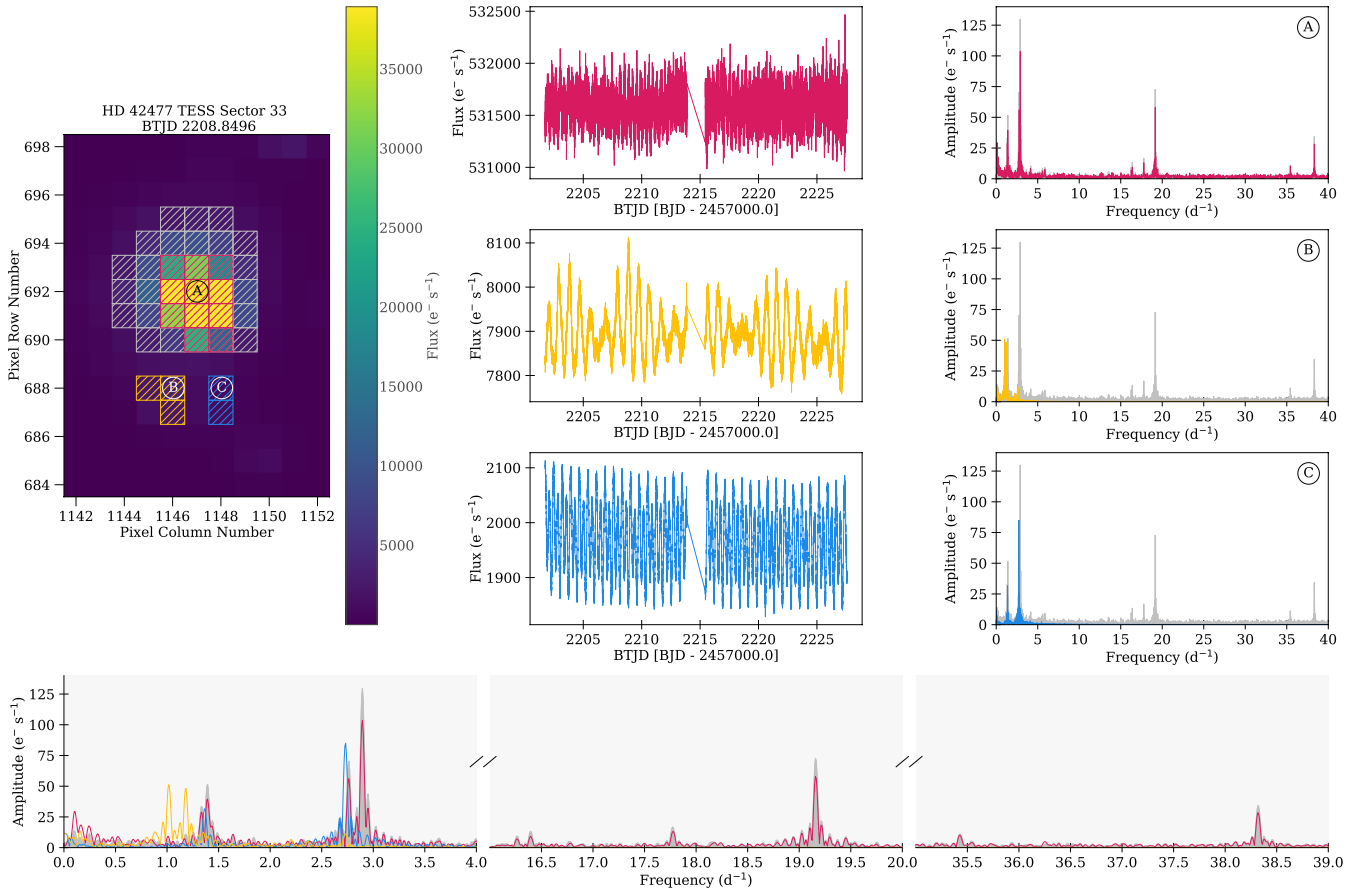 HD 42477 TESS Sector 33
BTJD 2208.8496
Pixel Row Number
698
696
694
692
690
688
686
684
1142 1144 1146 1148 1150 1152
Pixel Column Number
A
B
C
35000
30000
25000
20000
15000
10000
5000
Flux (e⁻ s⁻¹)
532500
532000
531500
531000
Flux (e⁻ s⁻¹)
2205 2210 2215 2220 2225
BTJD [BJD - 2457000.0]
A
125
100
75
50
25
0
Amplitude (e⁻ s⁻¹)
0 5 10 15 20 25 30 35 40
Frequency (d⁻¹)
8100
8000
7900
7800
Flux (e⁻ s⁻¹)
2205 2210 2215 2220 2225
BTJD [BJD - 2457000.0]
B
125
100
75
50
25
0
Amplitude (e⁻ s⁻¹)
0 5 10 15 20 25 30 35 40
Frequency (d⁻¹)
2100
2000
1900
Flux (e⁻ s⁻¹)
2205 2210 2215 2220 2225
BTJD [BJD - 2457000.0]
C
125
100
75
50
25
0
Amplitude (e⁻ s⁻¹)
0 5 10 15 20 25 30 35 40
Frequency (d⁻¹)
125
100
75
50
25
0
Amplitude (e⁻ s⁻¹)
0.0 0.5 1.0 1.5 2.0 2.5 3.0 3.5 4.0
16.5 17.0 17.5 18.0 18.5 19.0 19.5 20.0
35.5 36.0 36.5 37.0 37.5 38.0 38.5 39.0
Frequency (d⁻¹)